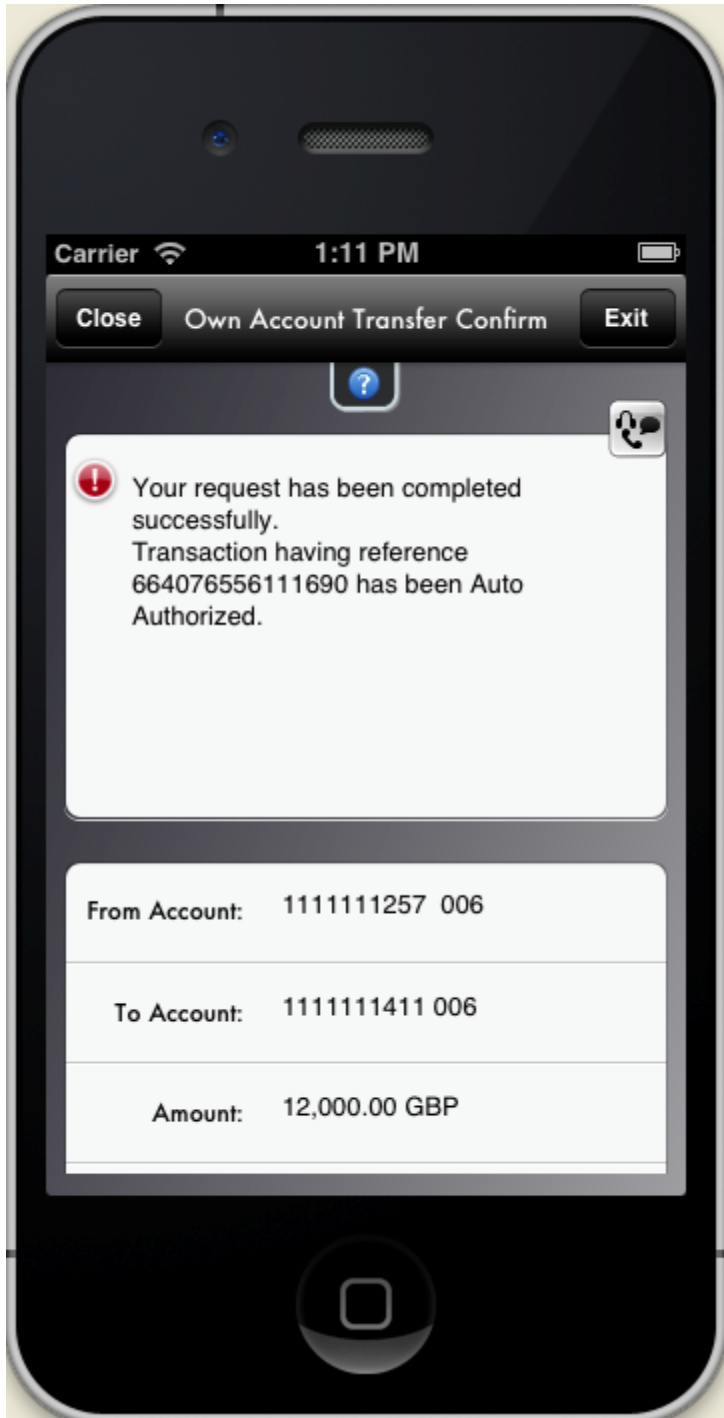 Carrier 1:11 PM
Close Own Account Transfer Confirm Exit
?
!
Your request has been completed
successfully.
Transaction having reference
664076556111690 has been Auto
Authorized.
From Account: 1111111257 006
To Account: 1111111411 006
Amount: 12,000.00 GBP